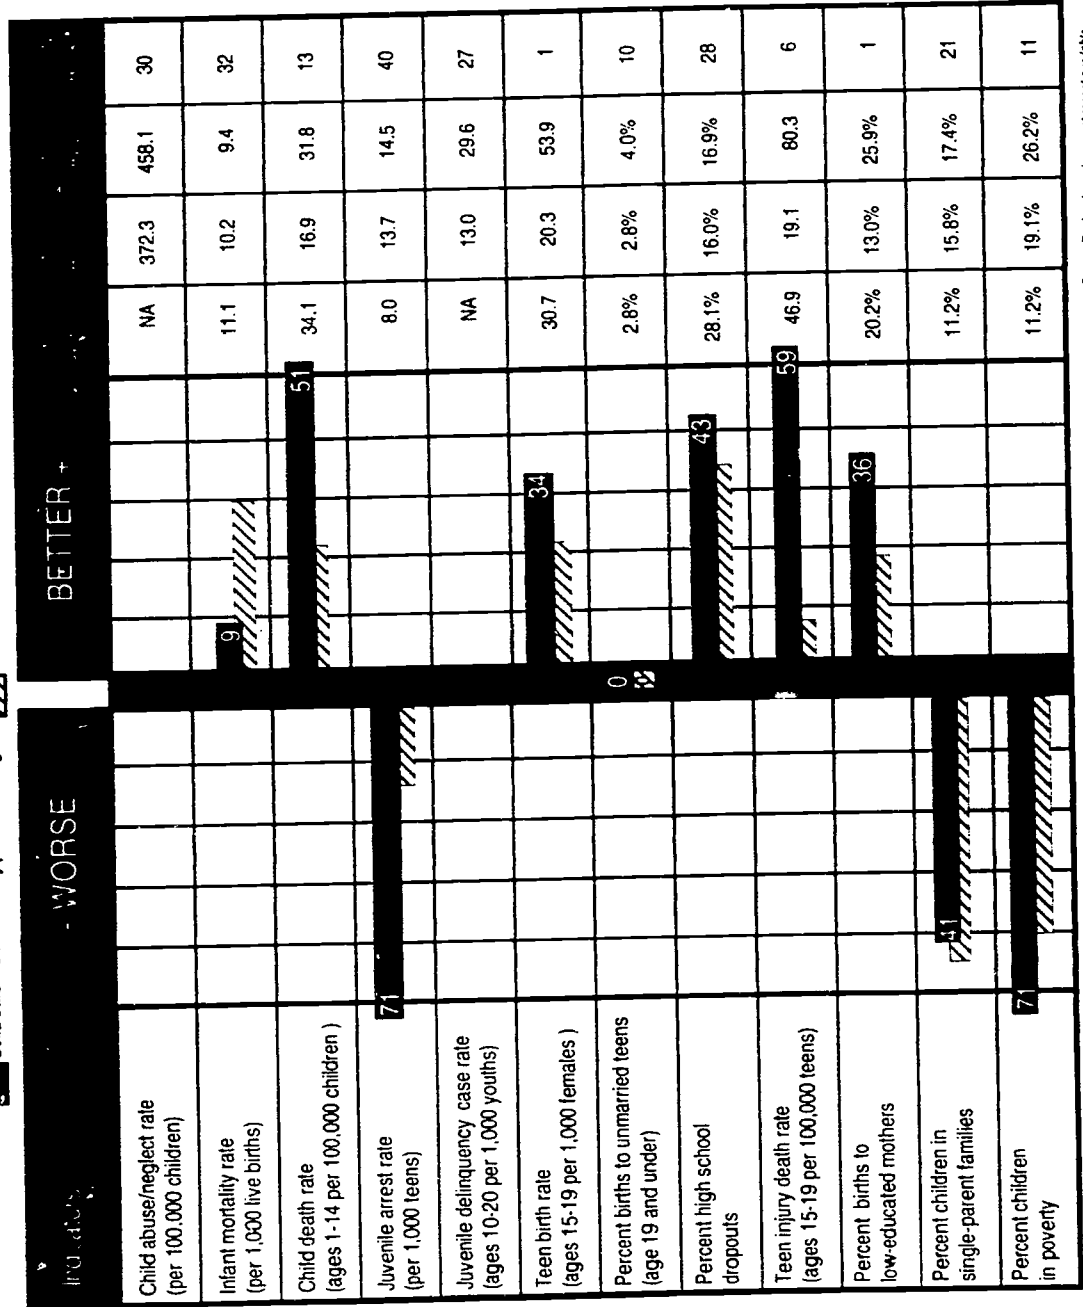 - WORSE
BETTER +
Child abuse/neglect rate
(per 100,000 children)
NA
372.3
458.1
30
Infant mortality rate
(per 1,000 live births)
9
11.1
10.2
9.4
32
Child death rate
(ages 1-14 per 100,000 children )
51
34.1
16.9
31.8
13
Juvenile arrest rate
(per 1,000 teens)
71
8.0
13.7
14.5
40
Juvenile delinquency case rate
(ages 10-20 per 1,000 youths)
NA
13.0
29.6
27
Teen birth rate
(ages 15-19 per 1,000 females )
34
30.7
20.3
53.9
1
Percent births to unmarried teens
(age 19 and under)
0
2.8%
2.8%
4.0%
10
Percent high school
dropouts
43
28.1%
16.0%
16.9%
28
Teen injury death rate
(ages 15-19 per 100,000 teens)
59
46.9
19.1
80.3
6
Percent births to
low-educated mothers
36
20.2%
13.0%
25.9%
1
Percent children in
single-parent families
41
11.2%
15.8%
17.4%
21
Percent children
in poverty
71
11.2%
19.1%
26.2%
11